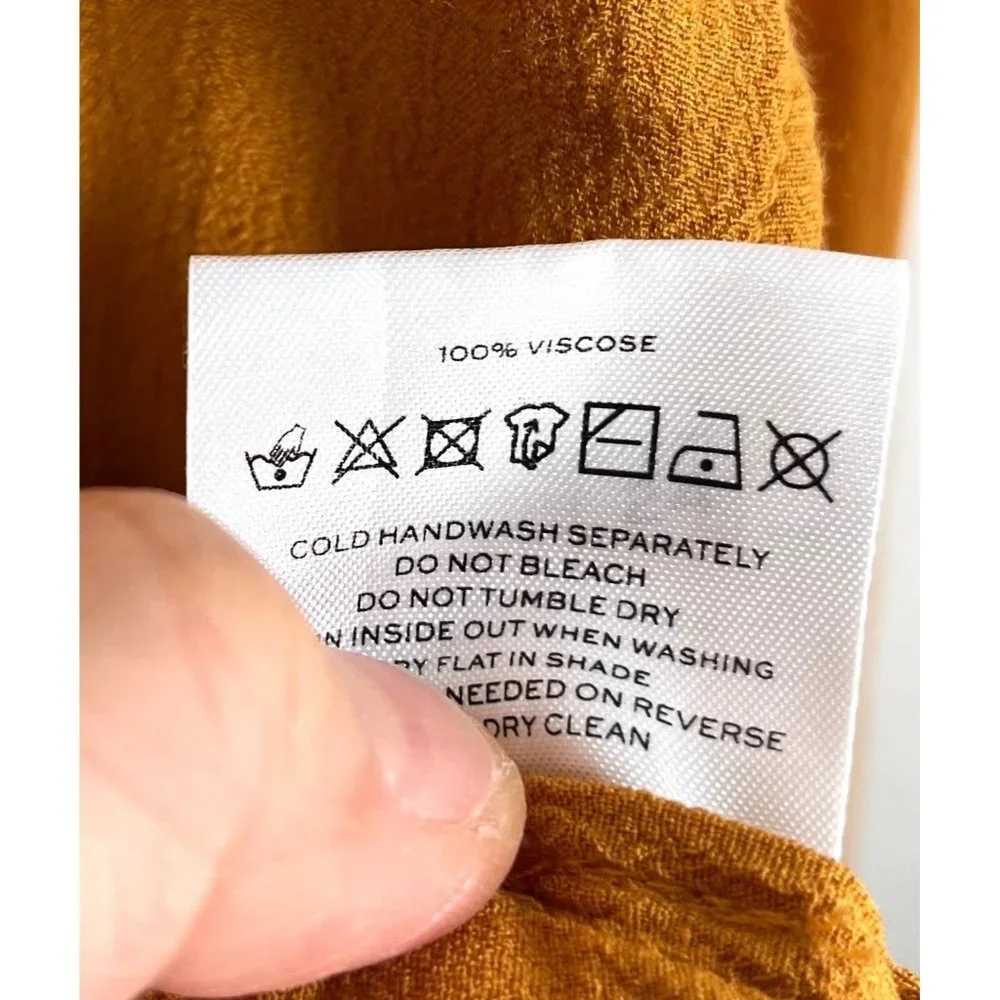 100% VISCOSE
COLD HANDWASH SEPARATELY
DO NOT BLEACH
DO NOT TUMBLE DRY
INSIDE OUT WHEN WASHING
FLAT IN SHADE
NEEDED ON REVERSE
DRY CLEAN